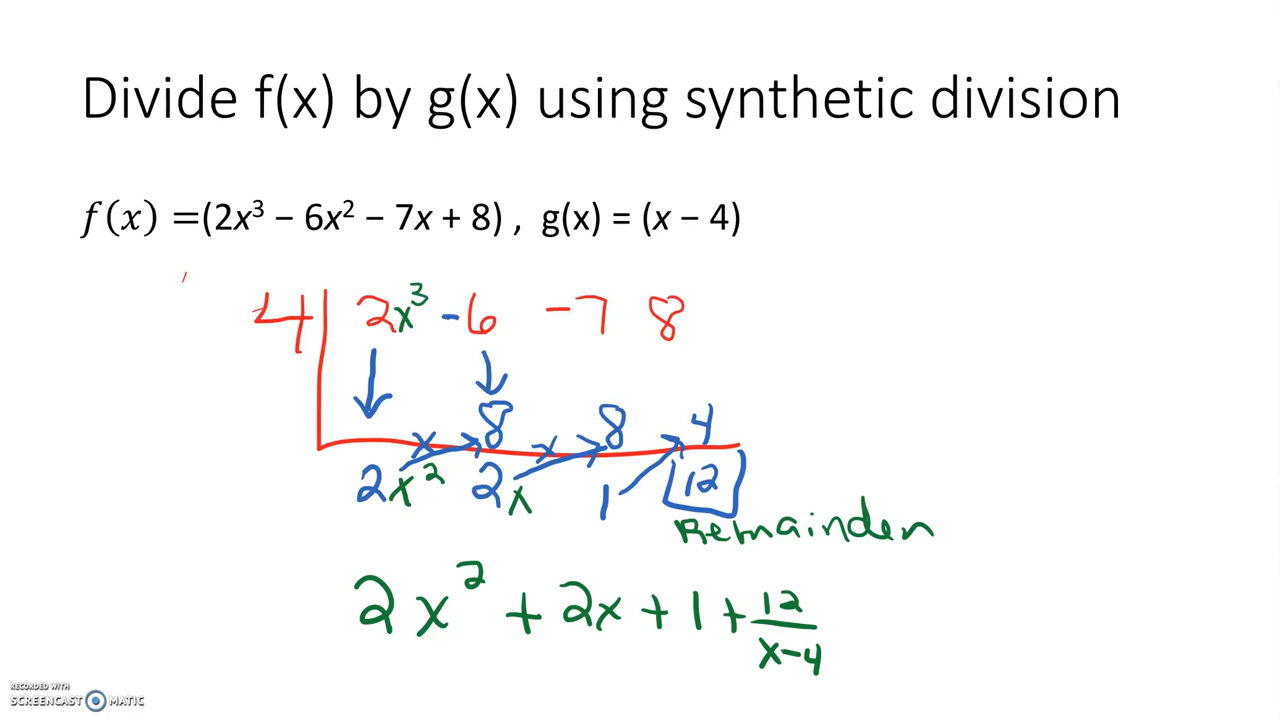 Divide f(x) by g(x) using synthetic division
f(x) =(2x³ − 6x² − 7x + 8) , g(x) = (x − 4)
4 2x³ -6 -7 8
8 8 4
x x
2x² 2x 1 12
Remainder
2x² + 2x + 1 + 12/x-4
RECORDED WITH
SCREENCAST MATIC